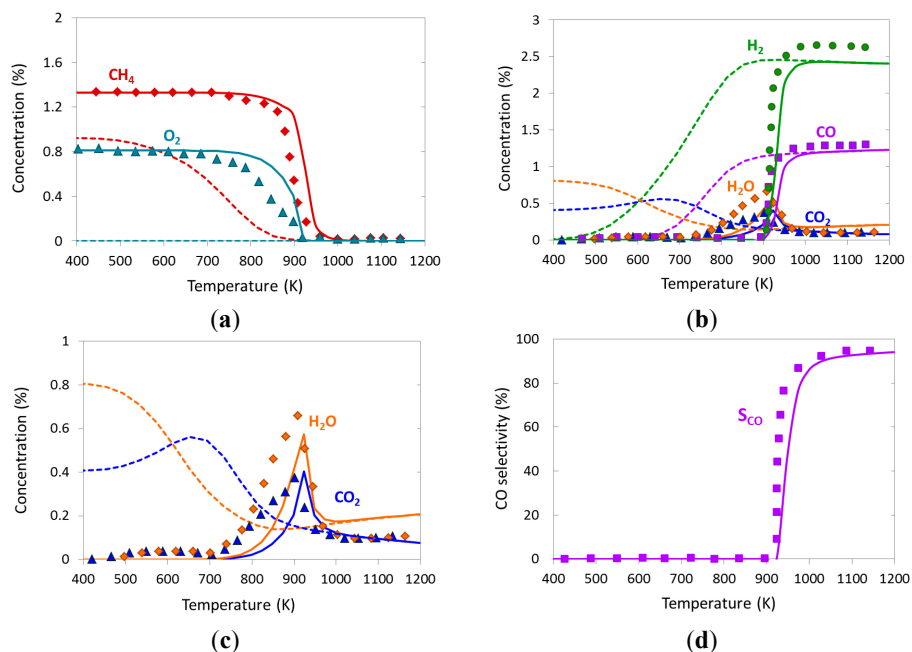 2
1.6
1.2
0.8
0.4
0
400 500 600 700 800 900 1000 1100 1200
Concentration (%)
Temperature (K)
CH4
O2
(a)
3
2.5
2
1.5
1
0.5
0
400 500 600 700 800 900 1000 1100 1200
Concentration (%)
Temperature (K)
H2
CO
H2O
CO2
(b)
1
0.8
0.6
0.4
0.2
0
400 500 600 700 800 900 1000 1100 1200
Concentration (%)
Temperature (K)
H2O
CO2
(c)
100
80
60
40
20
0
400 500 600 700 800 900 1000 1100 1200
CO selectivity (%)
Temperature (K)
SCO
(d)